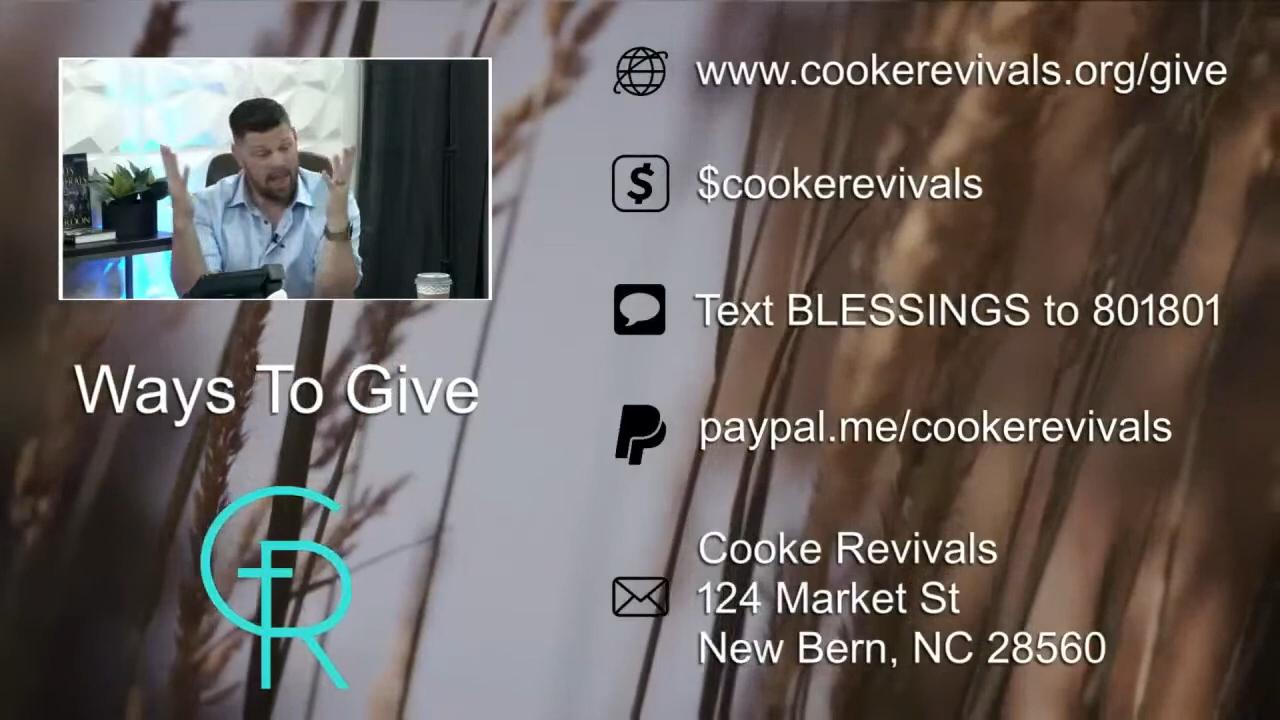 Ways To Give
www.cookerevivals.org/give
$cookerevivals
Text BLESSINGS to 801801
paypal.me/cookerevivals
Cooke Revivals
124 Market St
New Bern, NC 28560